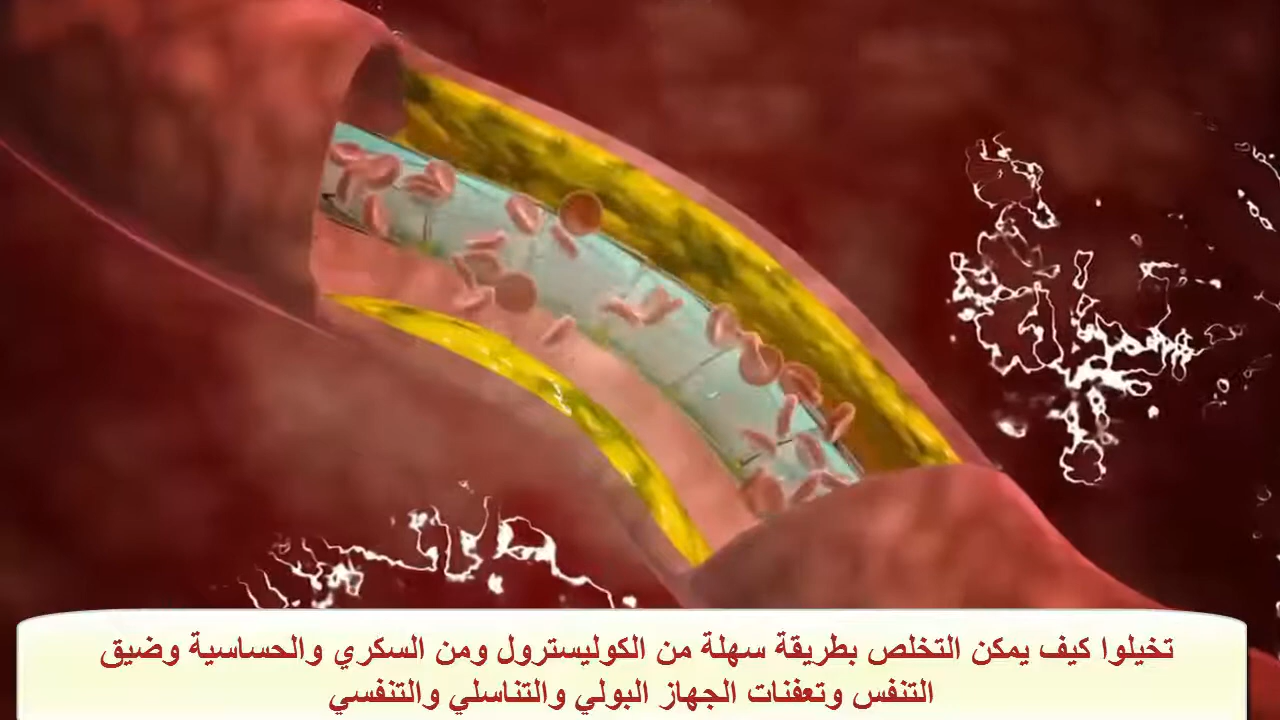 تخيلوا كيف يمكن التخلص بطريقة سهلة من الكوليسترول ومن السكري والحساسية وضيق
التنفس وتعفنات الجهاز البولي والتناسلي والتنفسي